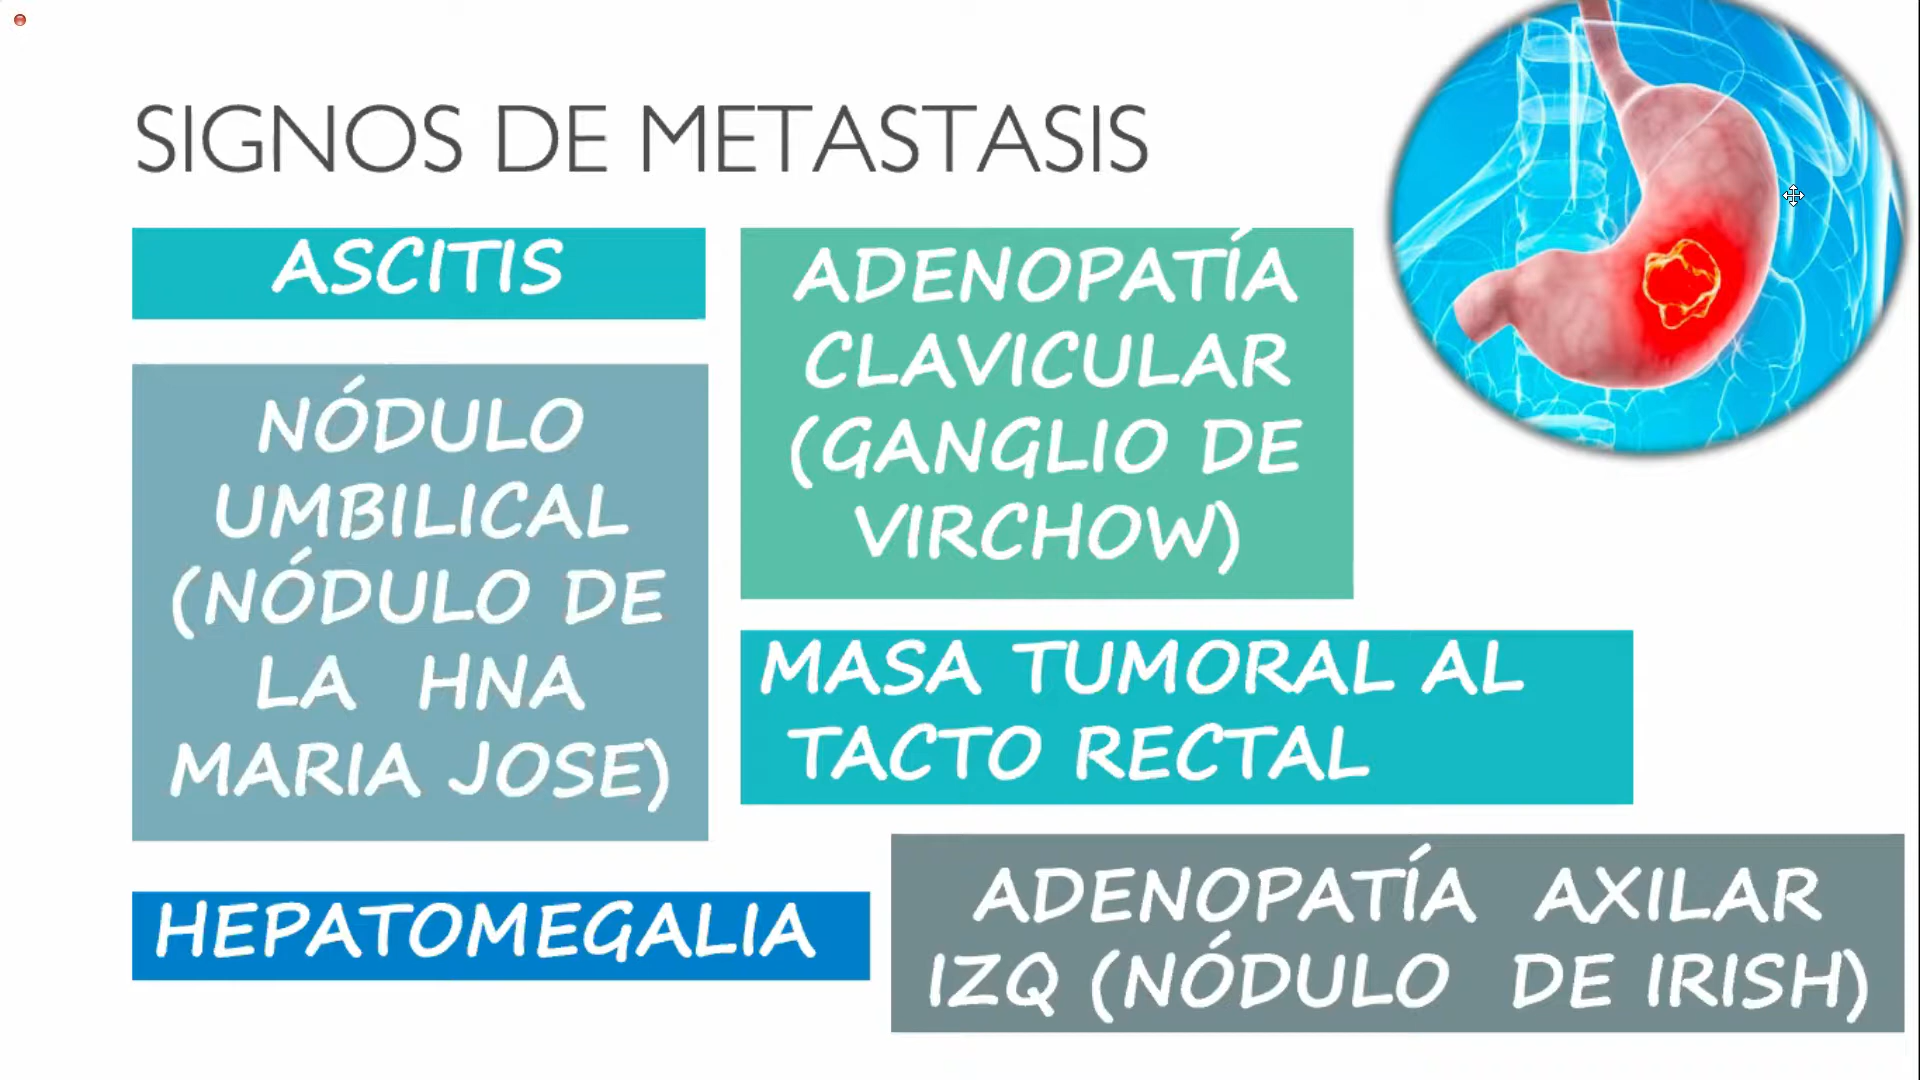 SIGNOS DE METASTASIS
ASCITIS
NÓDULO
UMBILICAL
(NÓDULO DE
LA HNA
MARIA JOSE)
HEPATOMEGALIA
ADENOPATÍA
CLAVICULAR
(GANGLIO DE
VIRCHOW)
MASA TUMORAL AL
TACTO RECTAL
ADENOPATÍA AXILAR
IZQ (NÓDULO DE IRISH)